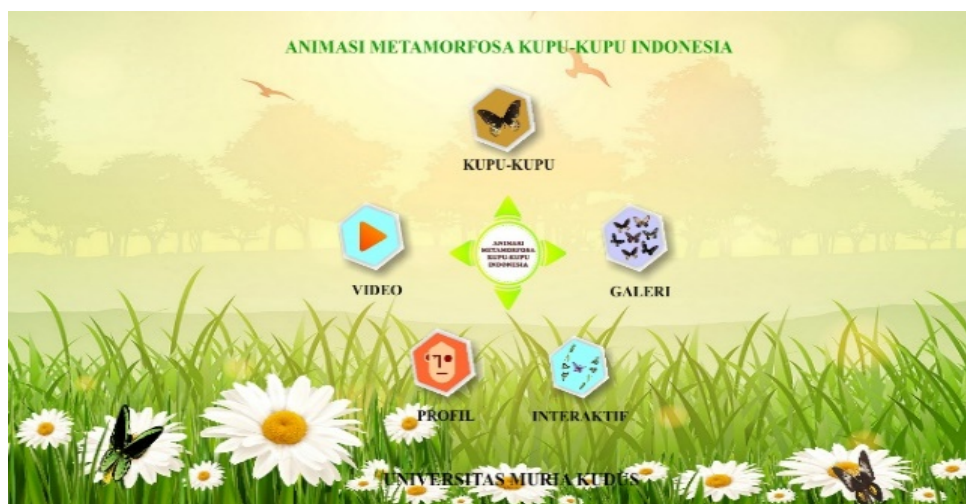 ANIMASI METAMORFOSA KUPU-KUPU INDONESIA
KUPU-KUPU
ANIMASI
METAMORFOSA
KUPU-KUPU
INDONESIA
VIDEO
GALERI
PROFIL
INTERAKTIF
UNIVERSITAS MURIA KUDUS